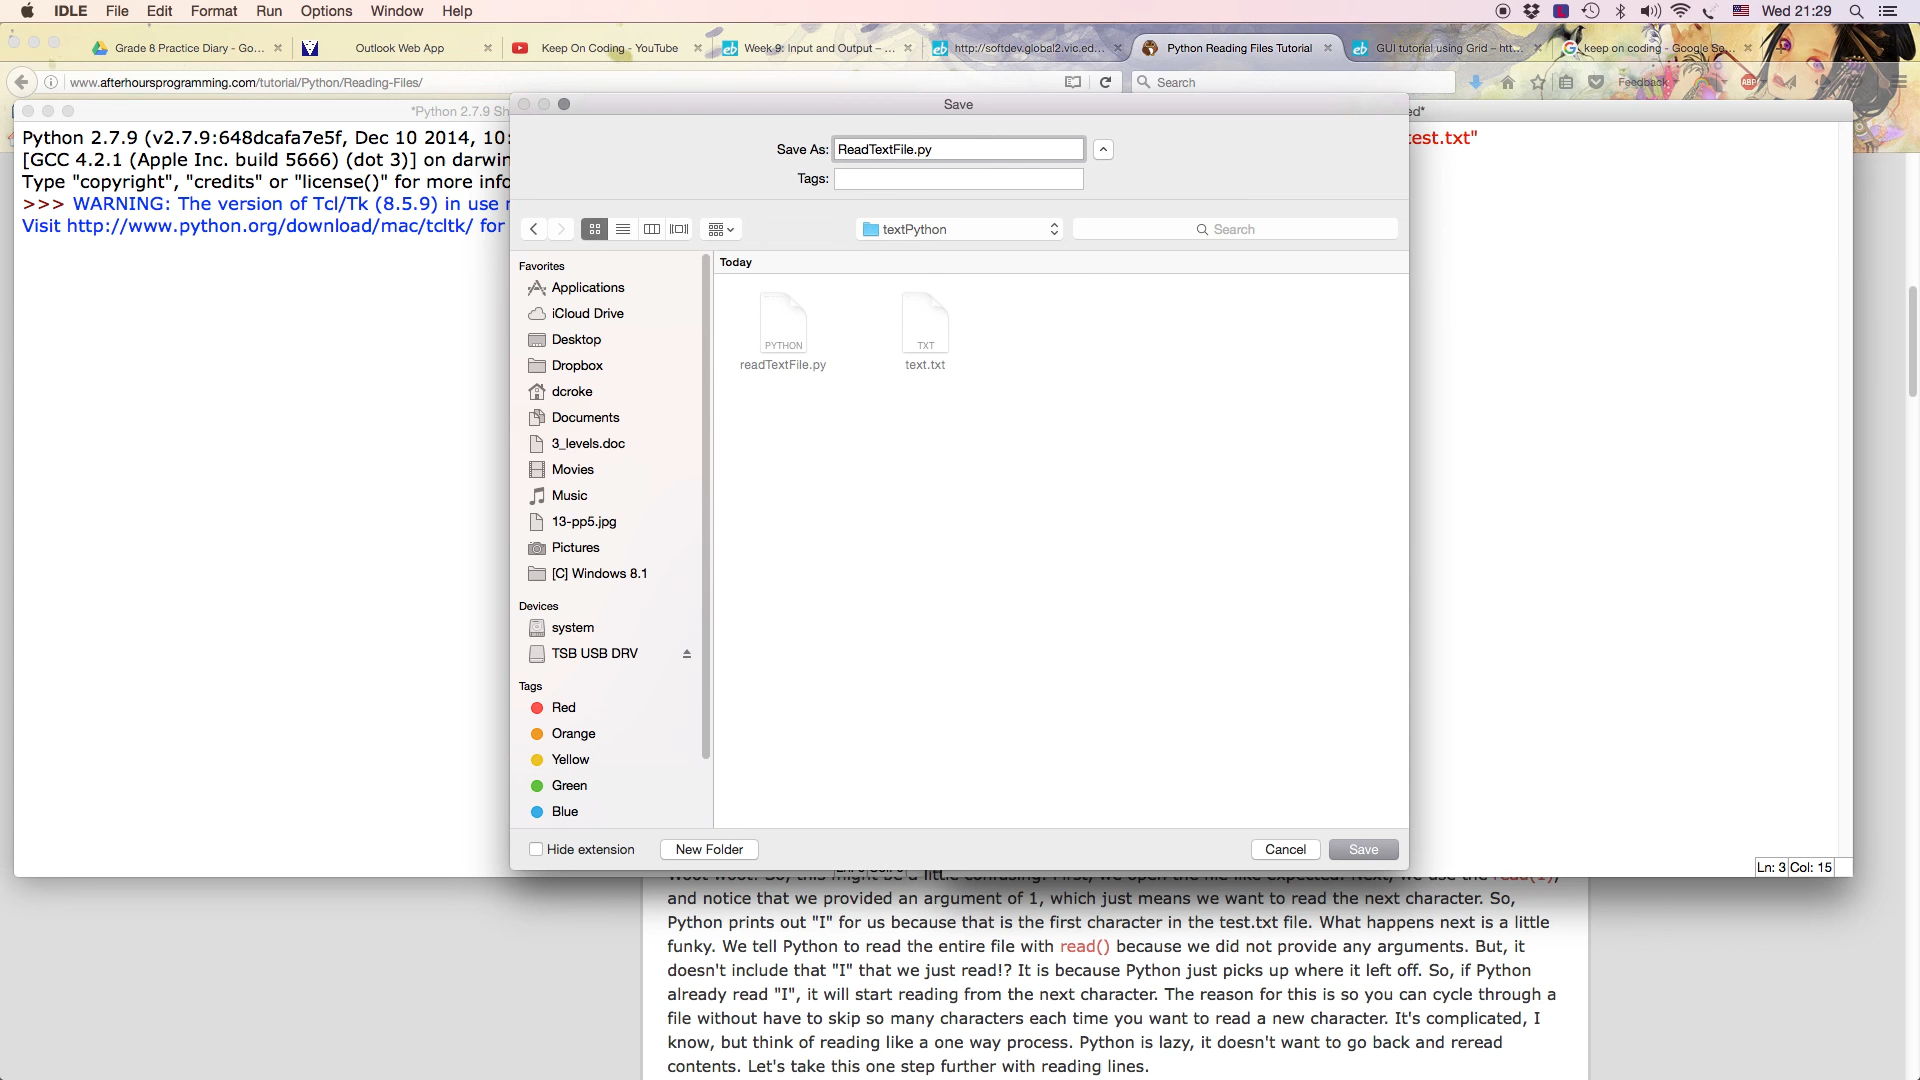 IDLE File Edit Format Run Options Window Help Wed 21:29
Grade 8 Practice Diary - Go... Outlook Web App Keep On Coding - YouTube Week 9: Input and Output – ... http://softdev.global2.vic.ed... Python Reading Files Tutorial GUI tutorial using Grid – htt... keep on coding - Google Se...
www.afterhoursprogramming.com/tutorial/Python/Reading-Files/ Search Feedback ABP
*Python 2.7.9 Sh
Save
ed*
Python 2.7.9 (v2.7.9:648dcafa7e5f, Dec 10 2014, 10:
[GCC 4.2.1 (Apple Inc. build 5666) (dot 3)] on darwin
Type "copyright", "credits" or "license()" for more info
>>> WARNING: The version of Tcl/Tk (8.5.9) in use
Visit http://www.python.org/download/mac/tcltk/ for
est.txt"
Save As: ReadTextFile.py
Tags:
textPython
Search
Favorites
Applications
iCloud Drive
Desktop
Dropbox
dcroke
Documents
3_levels.doc
Movies
Music
13-pp5.jpg
Pictures
[C] Windows 8.1
Devices
system
TSB USB DRV
Tags
Red
Orange
Yellow
Green
Blue
Today
PYTHON
readTextFile.py
TXT
text.txt
Hide extension New Folder Cancel Save
Ln: 3 Col: 15
and notice that we provided an argument of 1, which just means we want to read the next character. So,
Python prints out "I" for us because that is the first character in the test.txt file. What happens next is a little
funky. We tell Python to read the entire file with read() because we did not provide any arguments. But, it
doesn't include that "I" that we just read!? It is because Python just picks up where it left off. So, if Python
already read "I", it will start reading from the next character. The reason for this is so you can cycle through a
file without have to skip so many characters each time you want to read a new character. It's complicated, I
know, but think of reading like a one way process. Python is lazy, it doesn't want to go back and reread
contents. Let's take this one step further with reading lines.